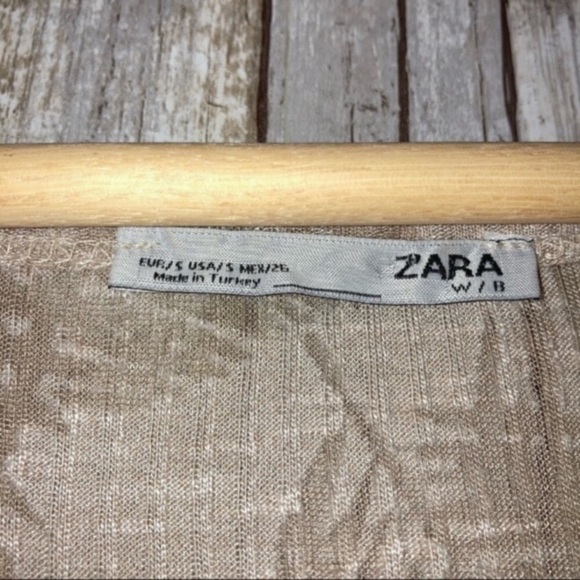 EUR/S USA/S MEX/26
Made in Turkey
ZARA
W/B